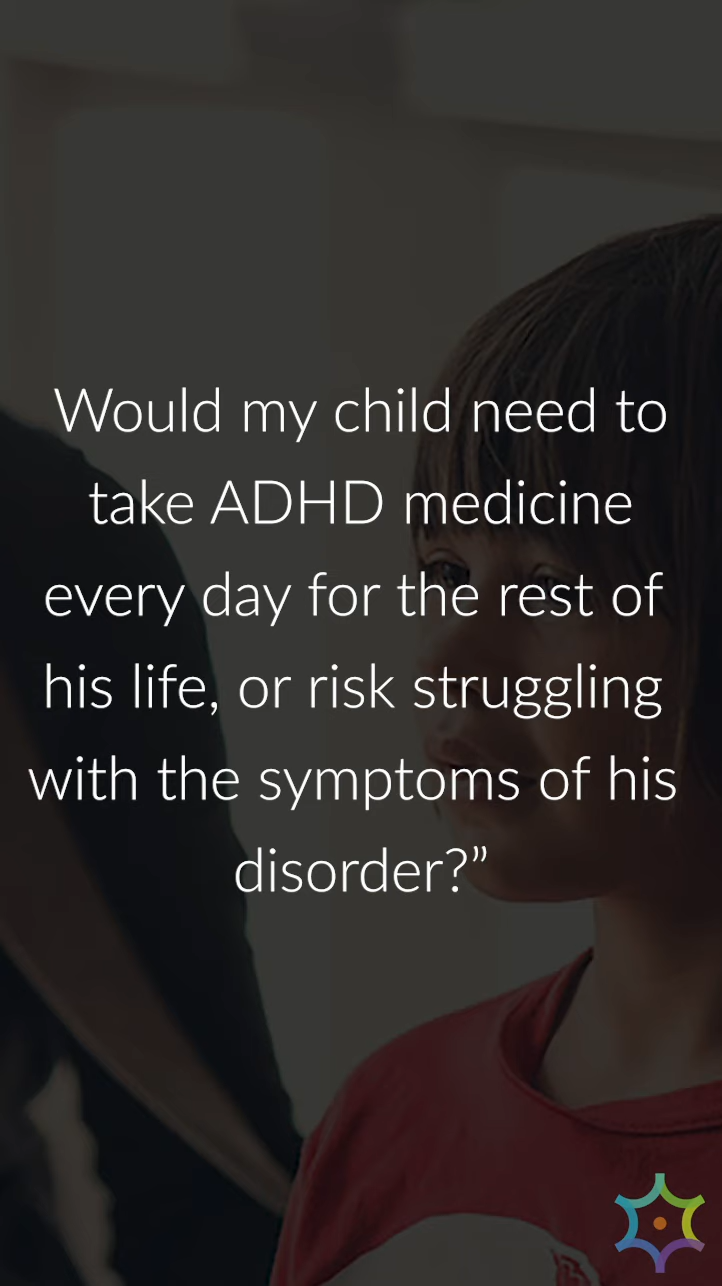 Would my child need to
take ADHD medicine
every day for the rest of
his life, or risk struggling
with the symptoms of his
disorder?”